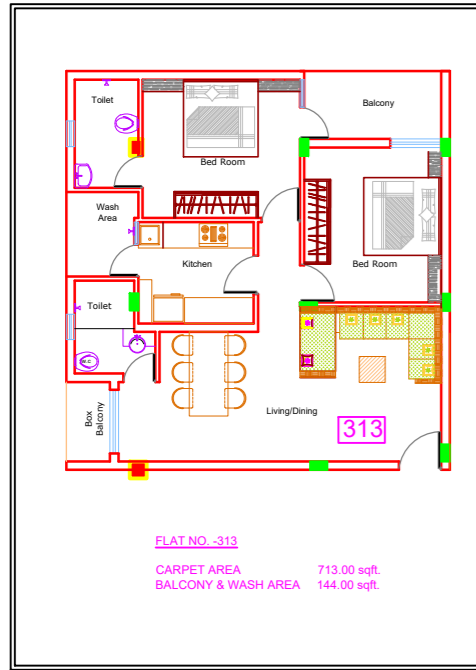 Toilet
Balcony
Bed Room
Wash
Area
Kitchen
Bed Room
Toilet
W.C
Box
Balcony
Living/Dining
313
FLAT NO. -313
CARPET AREA 713.00 sqft.
BALCONY & WASH AREA 144.00 sqft.